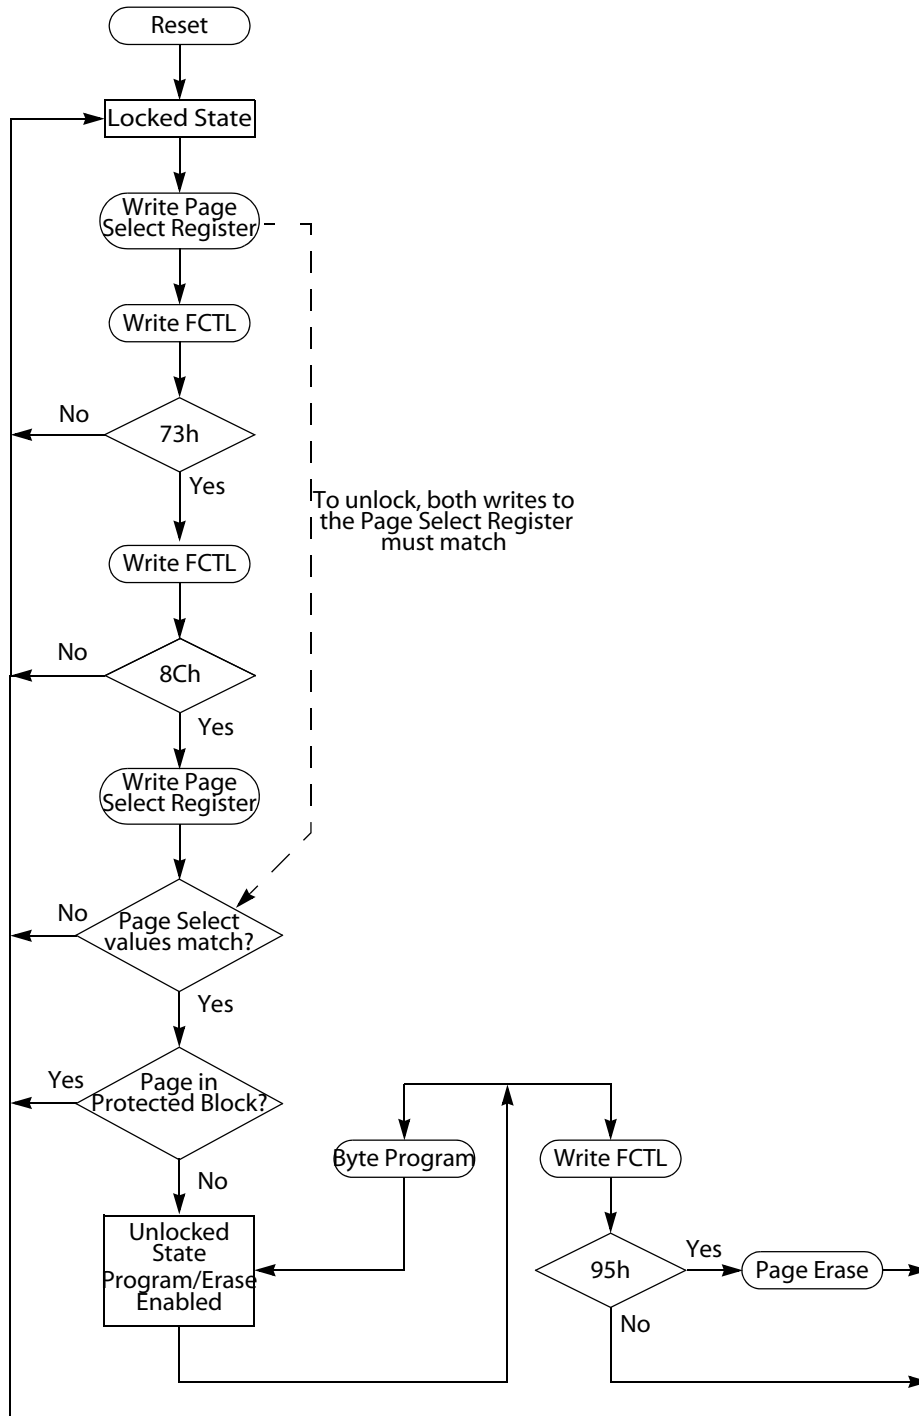 Reset
Locked State
Write Page
Select Register
Write FCTL
No
73h
Yes
To unlock, both writes to
the Page Select Register
must match
Write FCTL
No
8Ch
Yes
Write Page
Select Register
No
Page Select
values match?
Yes
Yes
Page in
Protected Block?
No
Byte Program
Write FCTL
Unlocked
State
Program/Erase
Enabled
95h
Yes
Page Erase
No